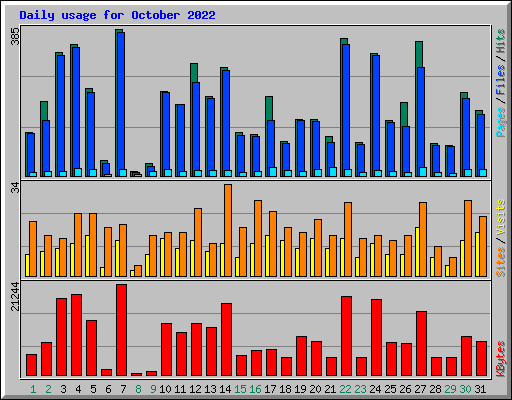 Daily usage for October 2022
385
Pages / Files / Hits
34
Sites / Visits
21244
KBytes
1 2 3 4 5 6 7 8 9 10 11 12 13 14 15 16 17 18 19 20 21 22 23 24 25 26 27 28 29 30 31